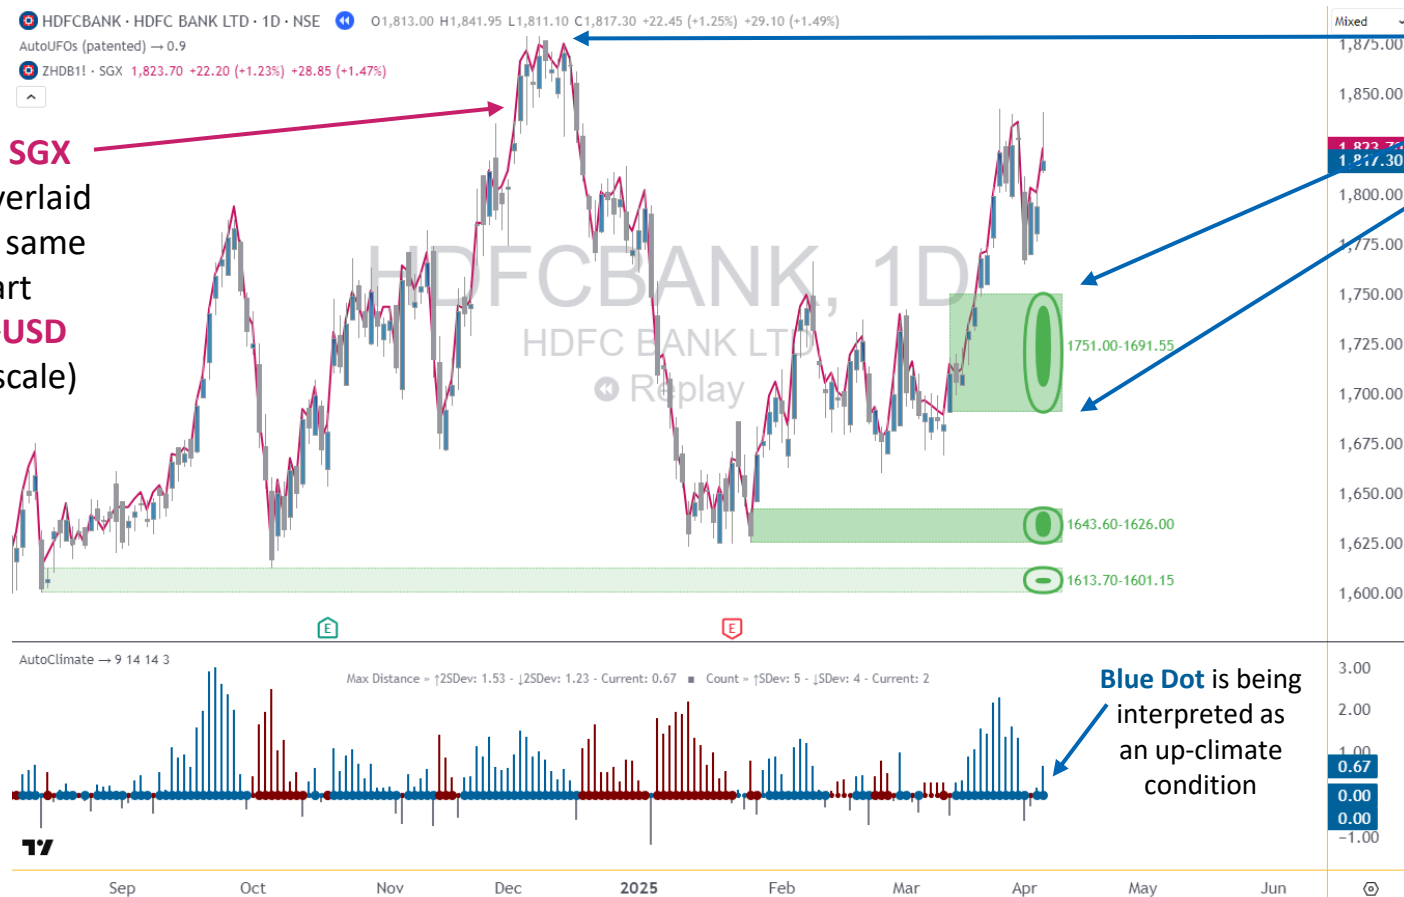 HDFCBANK · HDFC BANK LTD · 1D · NSE O1,813.00 H1,841.95 L1,811.10 C1,817.30 +22.45 (+1.25%) +29.10 (+1.49%)
Mixed
AutoUFOs (patented) → 0.9
ZHDB1! · SGX 1,823.70 +22.20 (+1.23%) +28.85 (+1.47%)
SGX
verlaid
same
art
-USD
scale)
HDFCBANK, 1D
HDFC BANK LTD
Replay
1751.00-1691.55
1643.60-1626.00
1613.70-1601.15
1,875.00
1,850.00
1,817.30
1,800.00
1,775.00
1,750.00
1,725.00
1,700.00
1,675.00
1,650.00
1,625.00
1,600.00
E
E
AutoClimate → 9 14 14 3
Max Distance » ↑2SDev: 1.53 - ↓2SDev: 1.23 - Current: 0.67 ■ Count » ↑SDev: 5 - ↓SDev: 4 - Current: 2
Blue Dot is being
interpreted as
an up-climate
condition
3.00
2.00
1.00
0.67
0.00
0.00
−1.00
Sep Oct Nov Dec 2025 Feb Mar Apr May Jun